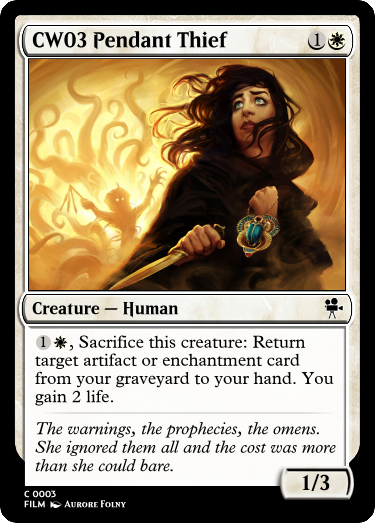 CW03 Pendant Thief 1
Creature — Human
1, Sacrifice this creature: Return
target artifact or enchantment card
from your graveyard to your hand. You
gain 2 life.
The warnings, the prophecies, the omens.
She ignored them all and the cost was more
than she could bare.
1/3
C 0003
FILM Aurore Folny